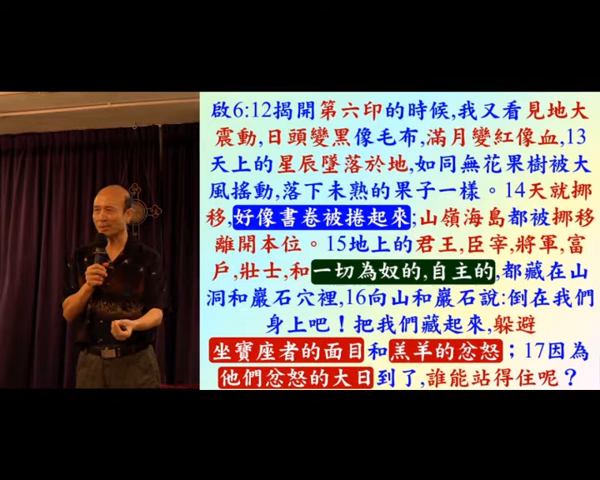 啟6:12揭開第六印的時候,我又看見地大
震動,日頭變黑像毛布,滿月變紅像血,13
天上的星辰墜落於地,如同無花果樹被大
風搖動,落下未熟的果子一樣。14天就挪
移,好像書卷被捲起來;山嶺海島都被挪移
離開本位。15地上的君王,臣宰,將軍,富
戶,壯士,和一切為奴的,自主的,都藏在山
洞和巖石穴裡,16向山和巖石說:倒在我們
身上吧！把我們藏起來,躲避
坐寶座者的面目和羔羊的忿怒；17因為
他們忿怒的大日到了,誰能站得住呢？